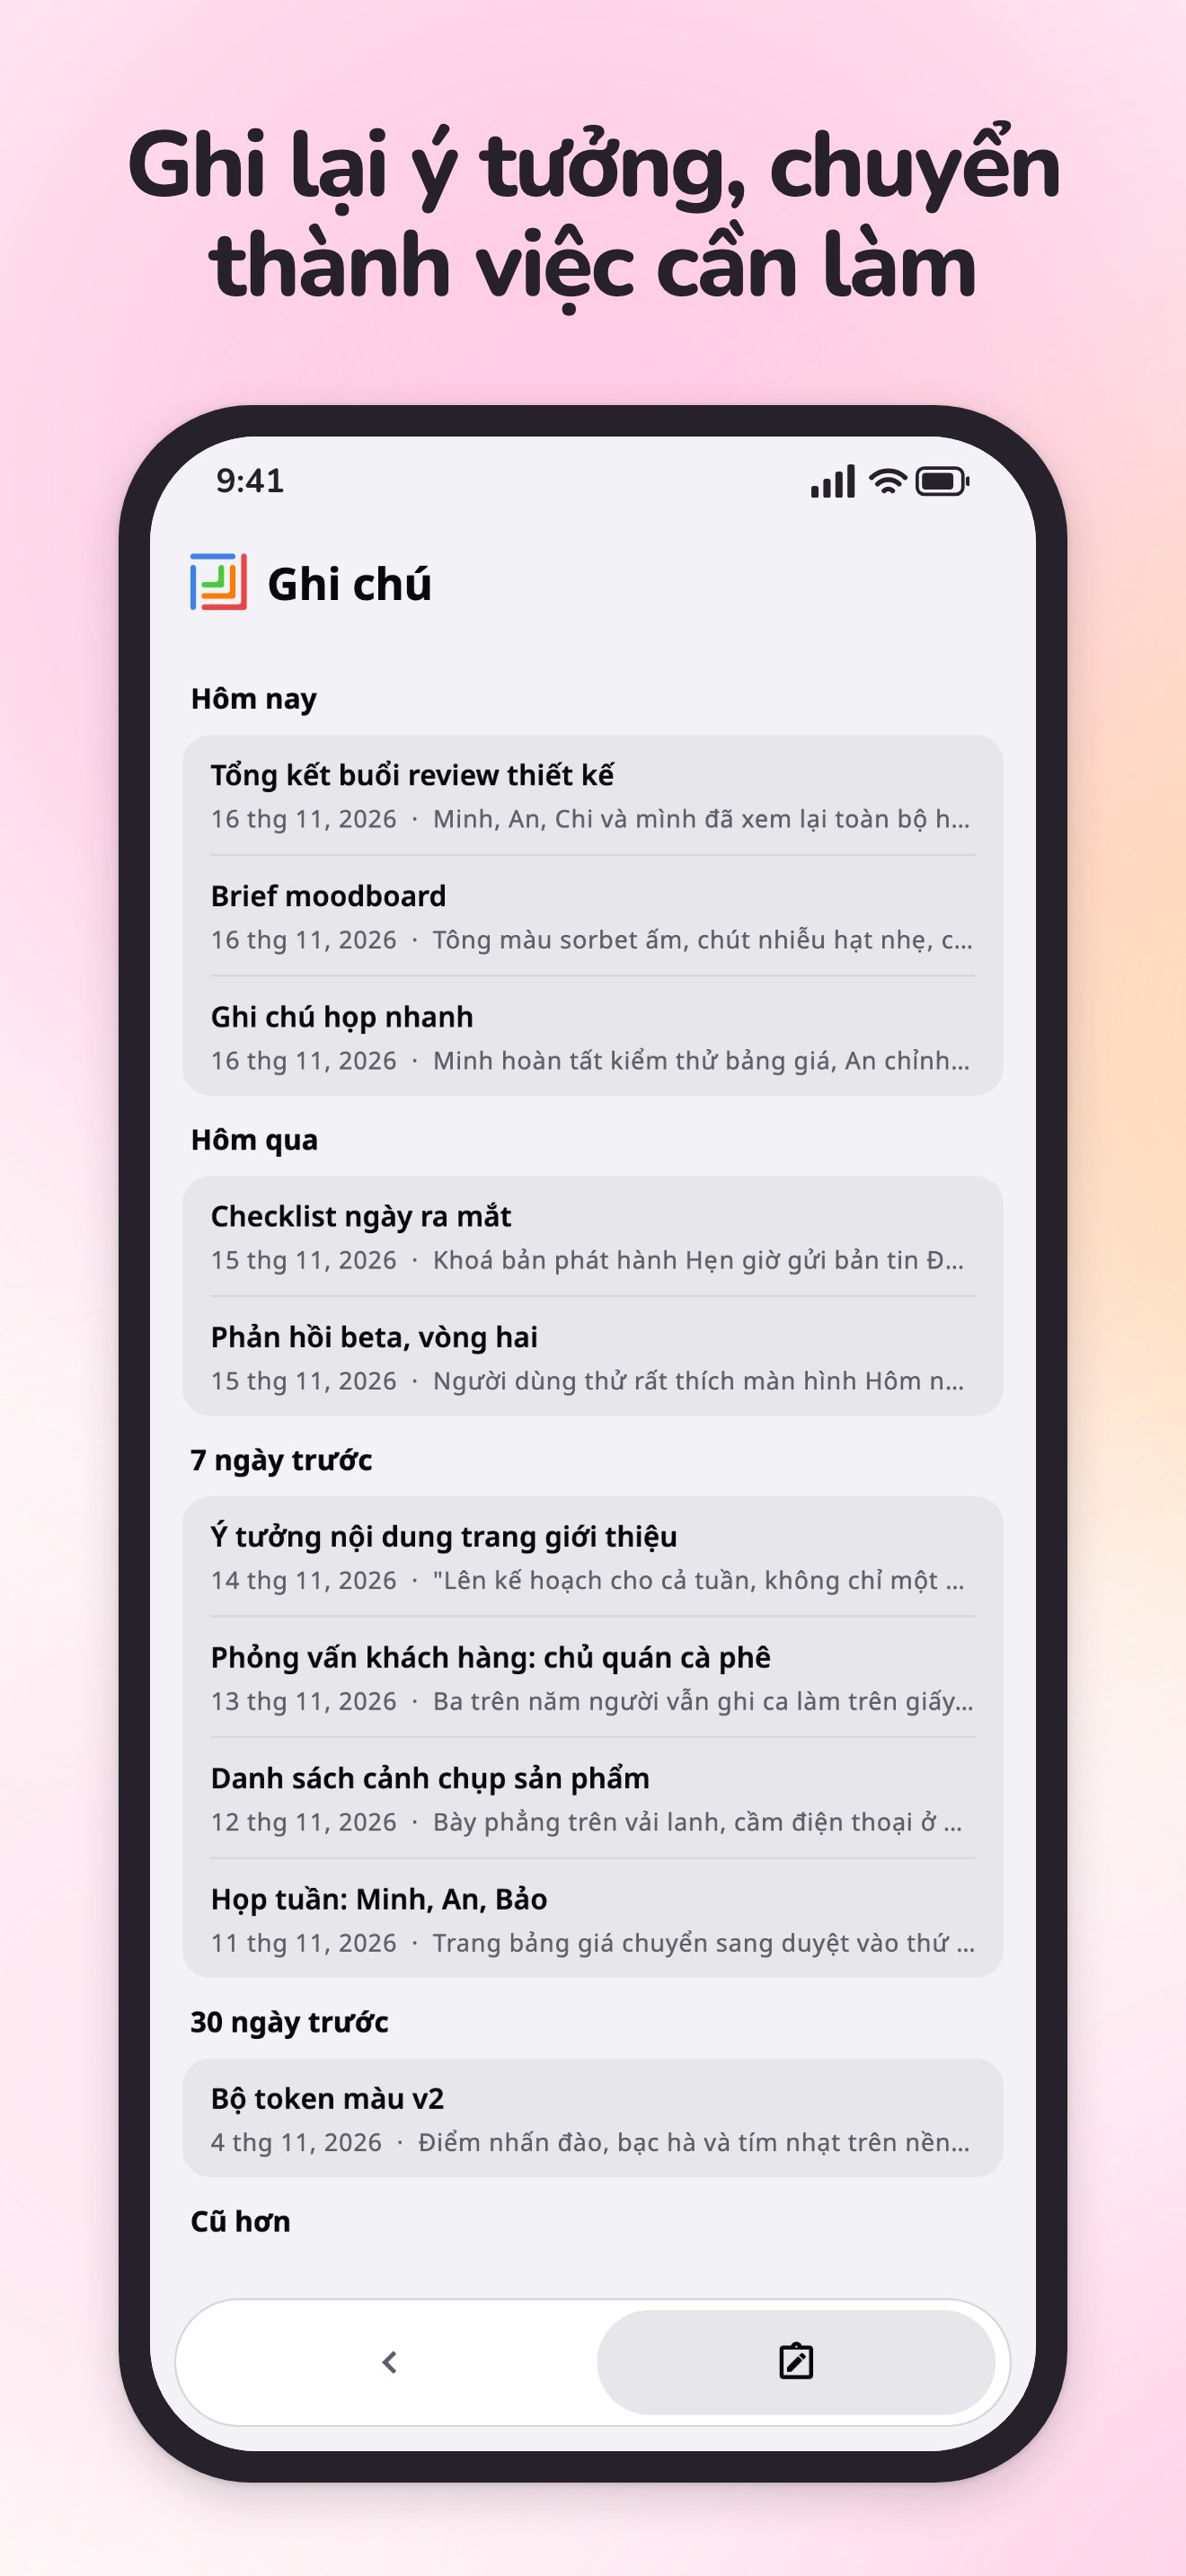 Ghi lại ý tưởng, chuyển
thành việc cần làm
9:41
Ghi chú
Hôm nay
Tổng kết buổi review thiết kế
16 thg 11, 2026 · Minh, An, Chi và mình đã xem lại toàn bộ h...
Brief moodboard
16 thg 11, 2026 · Tông màu sorbet ấm, chút nhiễu hạt nhẹ, c...
Ghi chú họp nhanh
16 thg 11, 2026 · Minh hoàn tất kiểm thử bảng giá, An chỉnh...
Hôm qua
Checklist ngày ra mắt
15 thg 11, 2026 · Khoá bản phát hành Hẹn giờ gửi bản tin Đ...
Phản hồi beta, vòng hai
15 thg 11, 2026 · Người dùng thử rất thích màn hình Hôm n...
7 ngày trước
Ý tưởng nội dung trang giới thiệu
14 thg 11, 2026 · "Lên kế hoạch cho cả tuần, không chỉ một ...
Phỏng vấn khách hàng: chủ quán cà phê
13 thg 11, 2026 · Ba trên năm người vẫn ghi ca làm trên giấy...
Danh sách cảnh chụp sản phẩm
12 thg 11, 2026 · Bày phẳng trên vải lanh, cầm điện thoại ở ...
Họp tuần: Minh, An, Bảo
11 thg 11, 2026 · Trang bảng giá chuyển sang duyệt vào thứ ...
30 ngày trước
Bộ token màu v2
4 thg 11, 2026 · Điểm nhấn đào, bạc hà và tím nhạt trên nền...
Cũ hơn